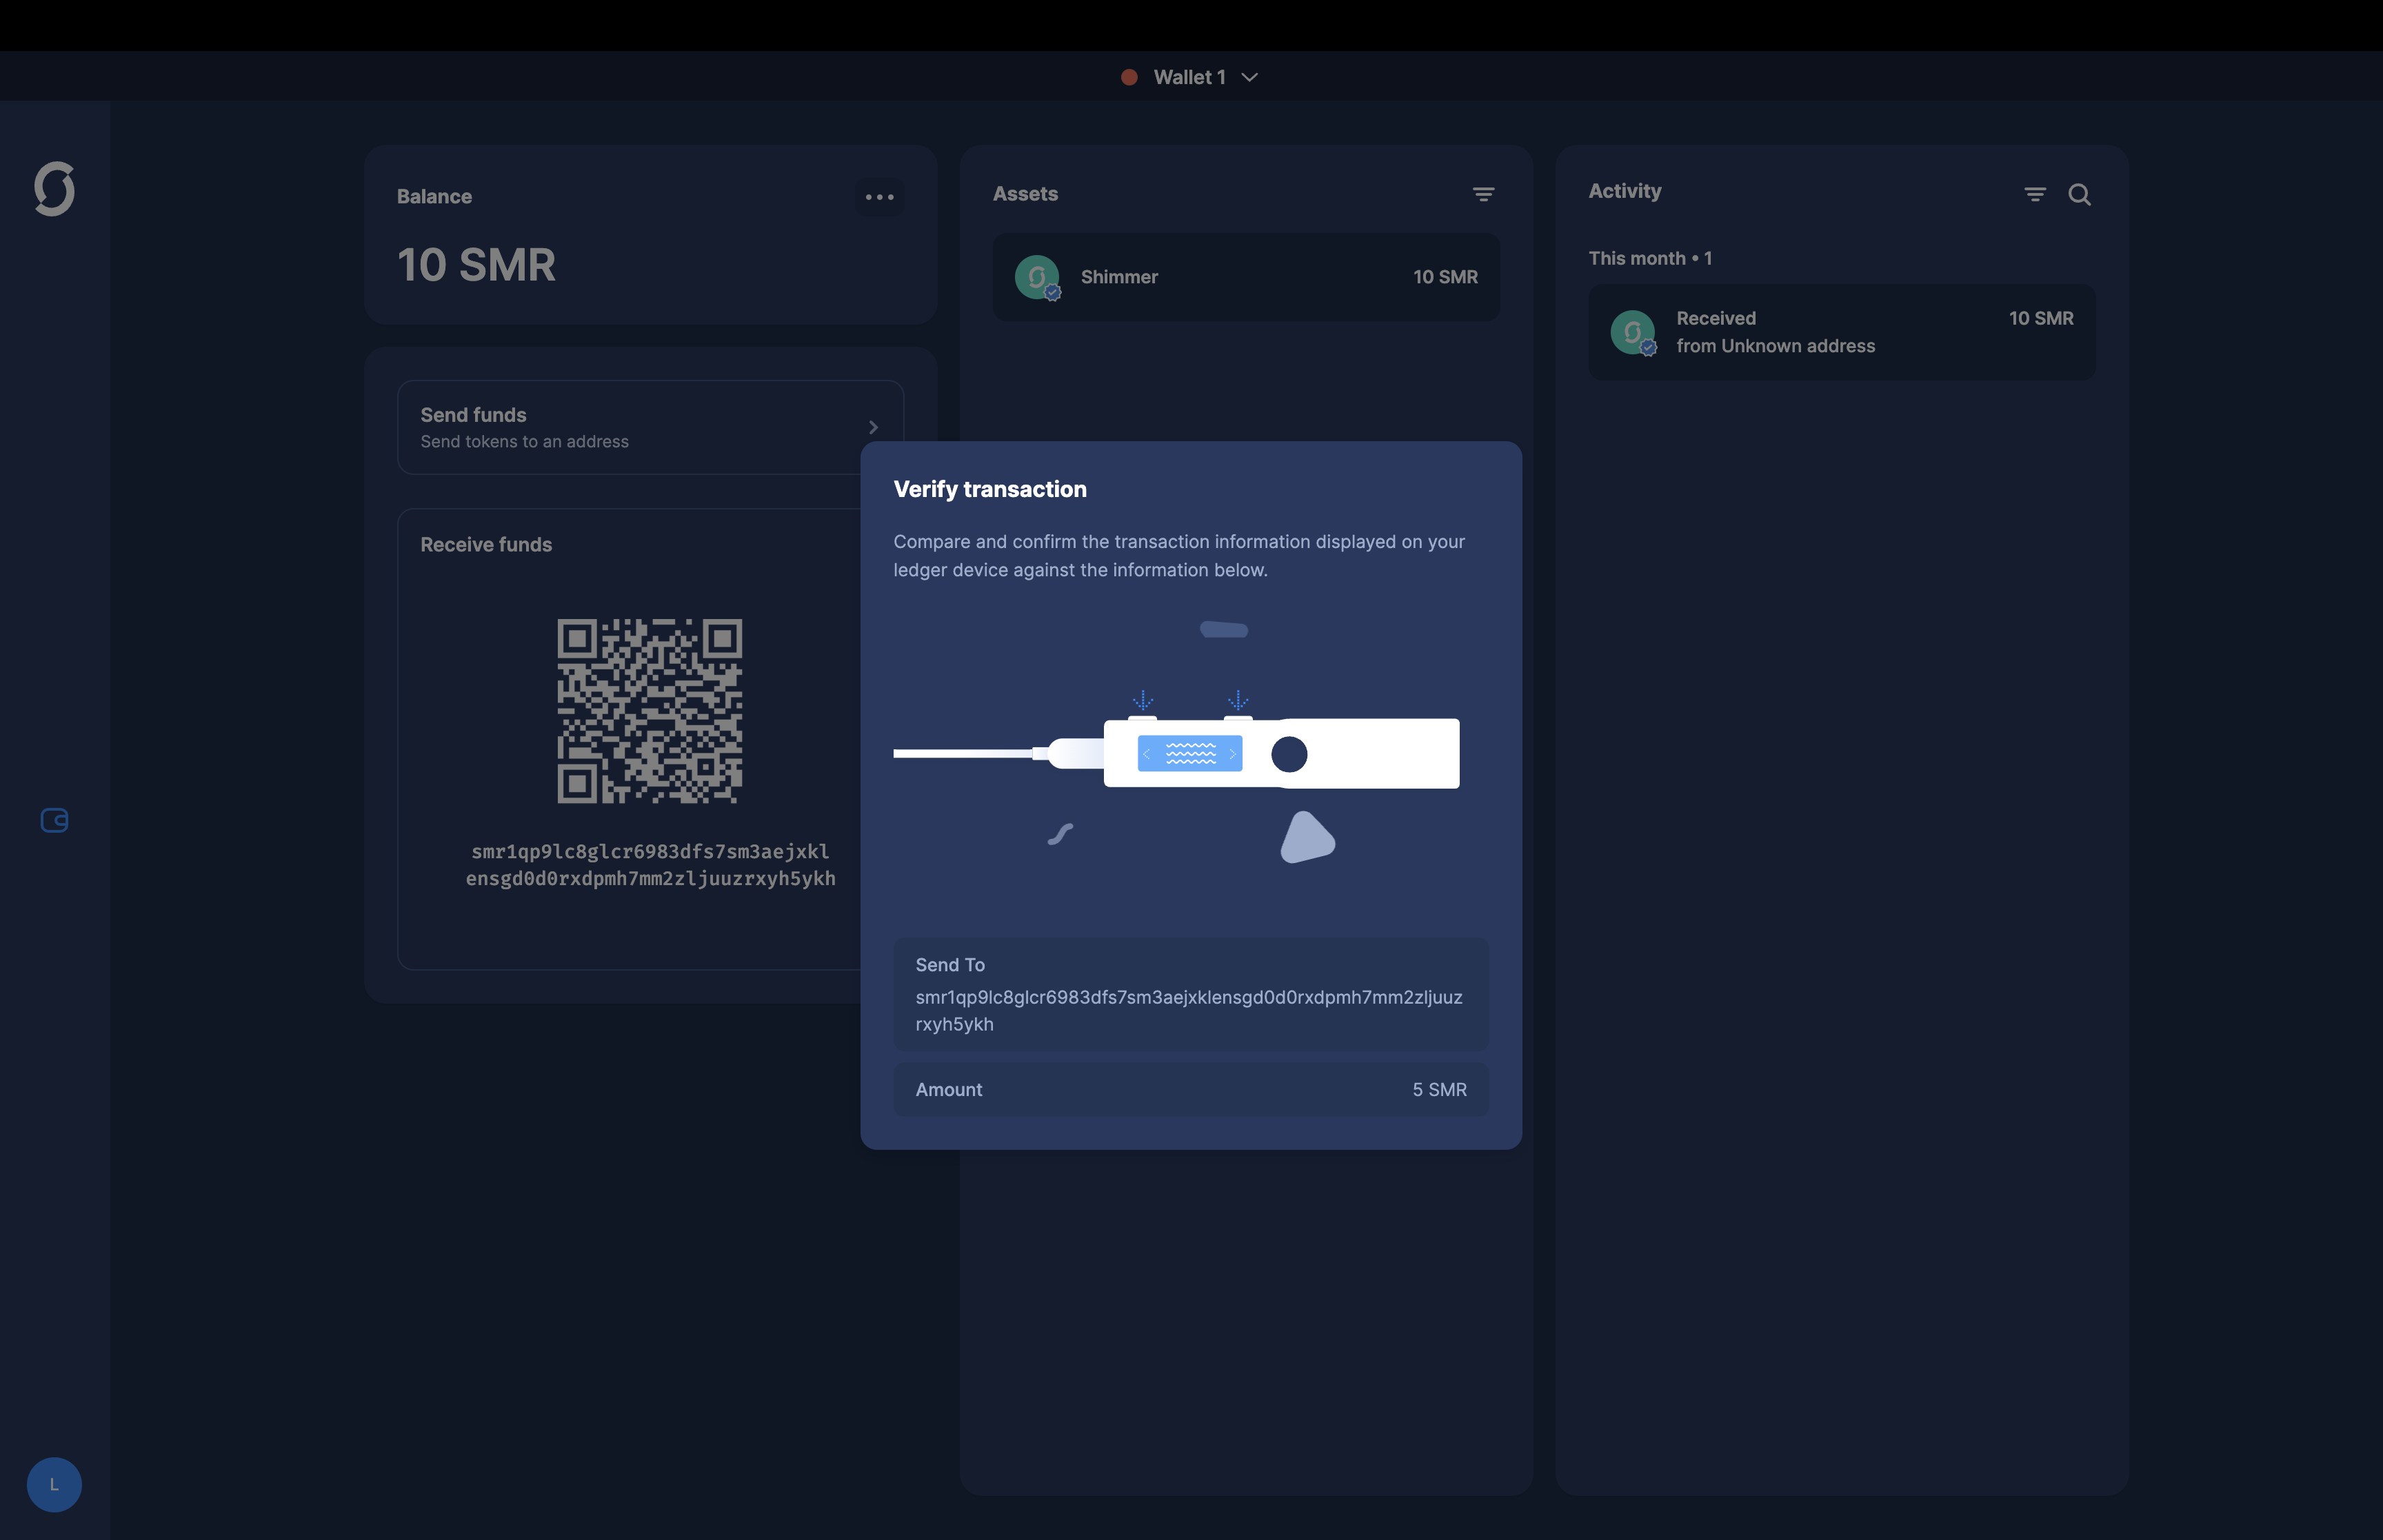 Wallet 1
Balance
10 SMR
Send funds
Send tokens to an address
Receive funds
smr1qp9lc8glcr6983dfs7sm3aejxkl
ensgd0d0rxdpmh7mm2zljuuzrxyh5ykh
Assets
Shimmer
10 SMR
Activity
This month • 1
Received
10 SMR
from Unknown address
Verify transaction
Compare and confirm the transaction information displayed on your
ledger device against the information below.
Send To
smr1qp9lc8glcr6983dfs7sm3aejxklensgd0d0rxdpmh7mm2zljuuz
rxyh5ykh
Amount
5 SMR
L